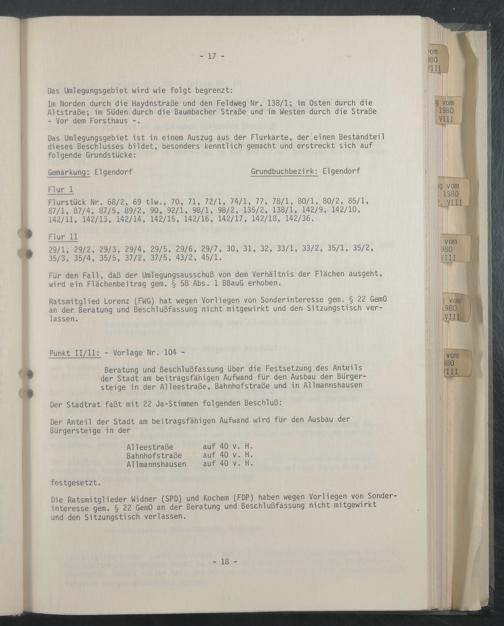 - 17 -
Das Umlegungsgebiet wird wie folgt begrenzt:
Im Norden durch die Haydnstraße und den Feldweg Nr. 138/1; im Osten durch die
Altstraße; im Süden durch die Baumbacher Straße und im Westen durch die Straße
- Vor dem Forsthaus -.
Das Umlegungsgebiet ist in einem Auszug aus der Flurkarte, der einen Bestandteil
dieses Beschlusses bildet, besonders kenntlich gemacht und erstreckt sich auf
folgende Grundstücke:
Gemarkung: Elgendorf Grundbuchbezirk: Elgendorf
Flur 1
Flurstück Nr. 68/2, 69 tlw., 70, 71, 72/1, 74/1, 77, 78/1, 80/1, 80/2, 85/1,
87/1, 87/4, 87/5, 89/2, 90, 92/1, 98/1, 98/2, 135/2, 138/1, 142/9, 142/10,
142/11, 142/13, 142/14, 142/15, 142/16, 142/17, 142/18, 142/36.
Flur 11
29/1, 29/2, 29/3, 29/4, 29/5, 29/6, 29/7, 30, 31, 32, 33/1, 33/2, 35/1, 35/2,
35/3, 35/4, 35/5, 37/2, 37/5, 43/2, 45/1.
Für den Fall, daß der Umlegungsausschuß von dem Verhältnis der Flächen ausgeht,
wird ein Flächenbeitrag gem. § 58 Abs. 1 BBauG erhoben.
Ratsmitglied Lorenz (FWG) hat wegen Vorliegen von Sonderinteresse gem. § 22 GemO
an der Beratung und Beschlußfassung nicht mitgewirkt und den Sitzungstisch ver-
lassen.
Punkt II/11: - Vorlage Nr. 104 -
Beratung und Beschlußfassung über die Festsetzung des Anteils
der Stadt am beitragsfähigen Aufwand für den Ausbau der Bürger-
steige in der Alleestraße, Bahnhofstraße und in Allmannshausen
Der Stadtrat faßt mit 22 Ja-Stimmen folgenden Beschluß:
Der Anteil der Stadt am beitragsfähigen Aufwand wird für den Ausbau der
Bürgersteige in der
Alleestraße auf 40 v. H.
Bahnhofstraße auf 40 v. H.
Allmannshausen auf 40 v. H.
festgesetzt.
Die Ratsmitglieder Widner (SPD) und Kochem (FDP) haben wegen Vorliegen von Sonder-
interesse gem. § 22 GemO an der Beratung und Beschlußfassung nicht mitgewirkt
und den Sitzungstisch verlassen.
- 18 -